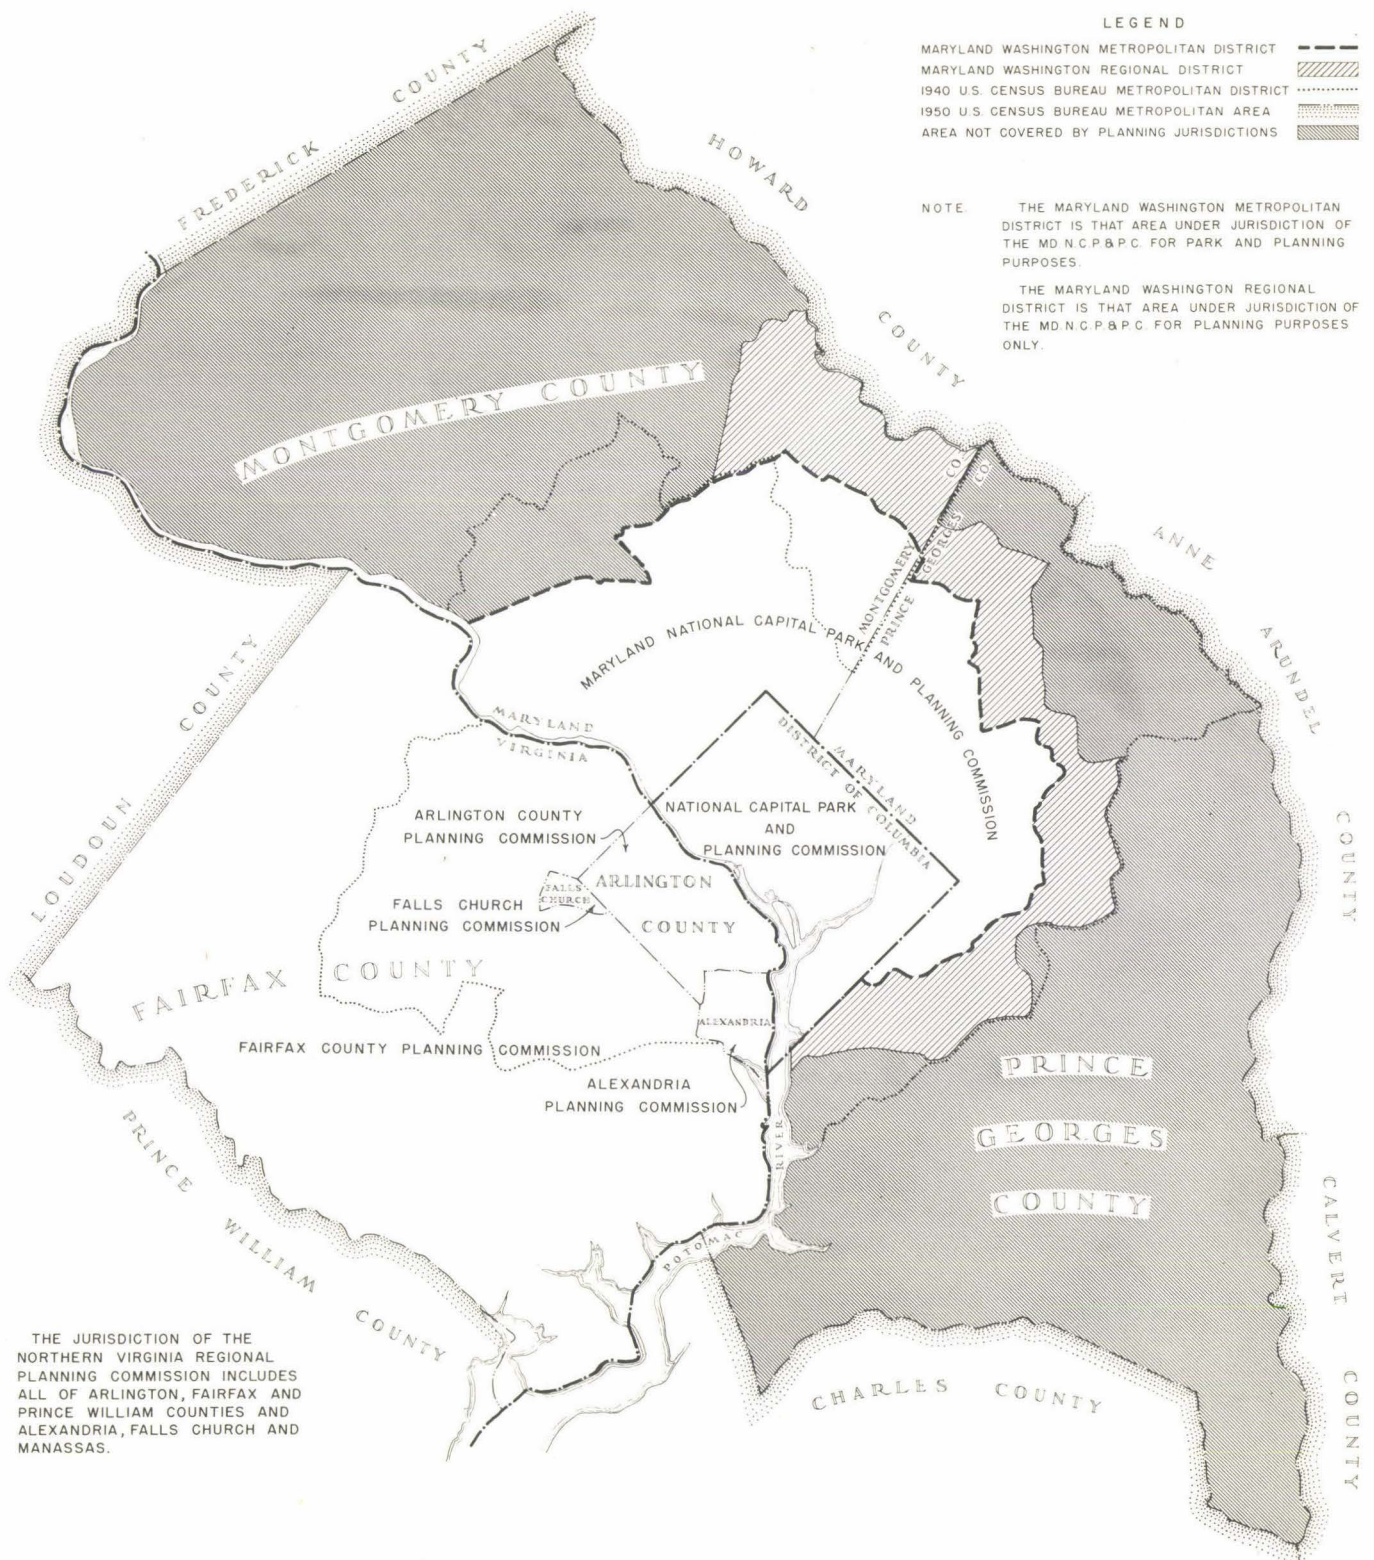 LEGEND
MARYLAND WASHINGTON METROPOLITAN DISTRICT
MARYLAND WASHINGTON REGIONAL DISTRICT
1940 U.S. CENSUS BUREAU METROPOLITAN DISTRICT
1950 U.S. CENSUS BUREAU METROPOLITAN AREA
AREA NOT COVERED BY PLANNING JURISDICTIONS
NOTE. THE MARYLAND WASHINGTON METROPOLITAN
DISTRICT IS THAT AREA UNDER JURISDICTION OF
THE MD. N.C.P.&P.C. FOR PARK AND PLANNING
PURPOSES.
THE MARYLAND WASHINGTON REGIONAL
DISTRICT IS THAT AREA UNDER JURISDICTION OF
THE MD. N.C.P.&P.C. FOR PLANNING PURPOSES
ONLY.
FREDERICK COUNTY
HOWARD COUNTY
MONTGOMERY COUNTY
MONTGOMERY CO.
PRINCE GEORGES CO.
ANNE ARUNDEL COUNTY
MARYLAND NATIONAL CAPITAL PARK AND PLANNING COMMISSION
LOUDOUN COUNTY
MARYLAND
VIRGINIA
MARYLAND
DISTRICT OF COLUMBIA
ARLINGTON COUNTY
PLANNING COMMISSION
NATIONAL CAPITAL PARK
AND
PLANNING COMMISSION
FALLS
CHURCH
ARLINGTON
COUNTY
FALLS CHURCH
PLANNING COMMISSION
FAIRFAX COUNTY
ALEXANDRIA
FAIRFAX COUNTY PLANNING COMMISSION
ALEXANDRIA
PLANNING COMMISSION
PRINCE
GEORGES
COUNTY
POTOMAC RIVER
PRINCE WILLIAM COUNTY
CALVERT COUNTY
CHARLES COUNTY
THE JURISDICTION OF THE
NORTHERN VIRGINIA REGIONAL
PLANNING COMMISSION INCLUDES
ALL OF ARLINGTON, FAIRFAX AND
PRINCE WILLIAM COUNTIES AND
ALEXANDRIA, FALLS CHURCH AND
MANASSAS.